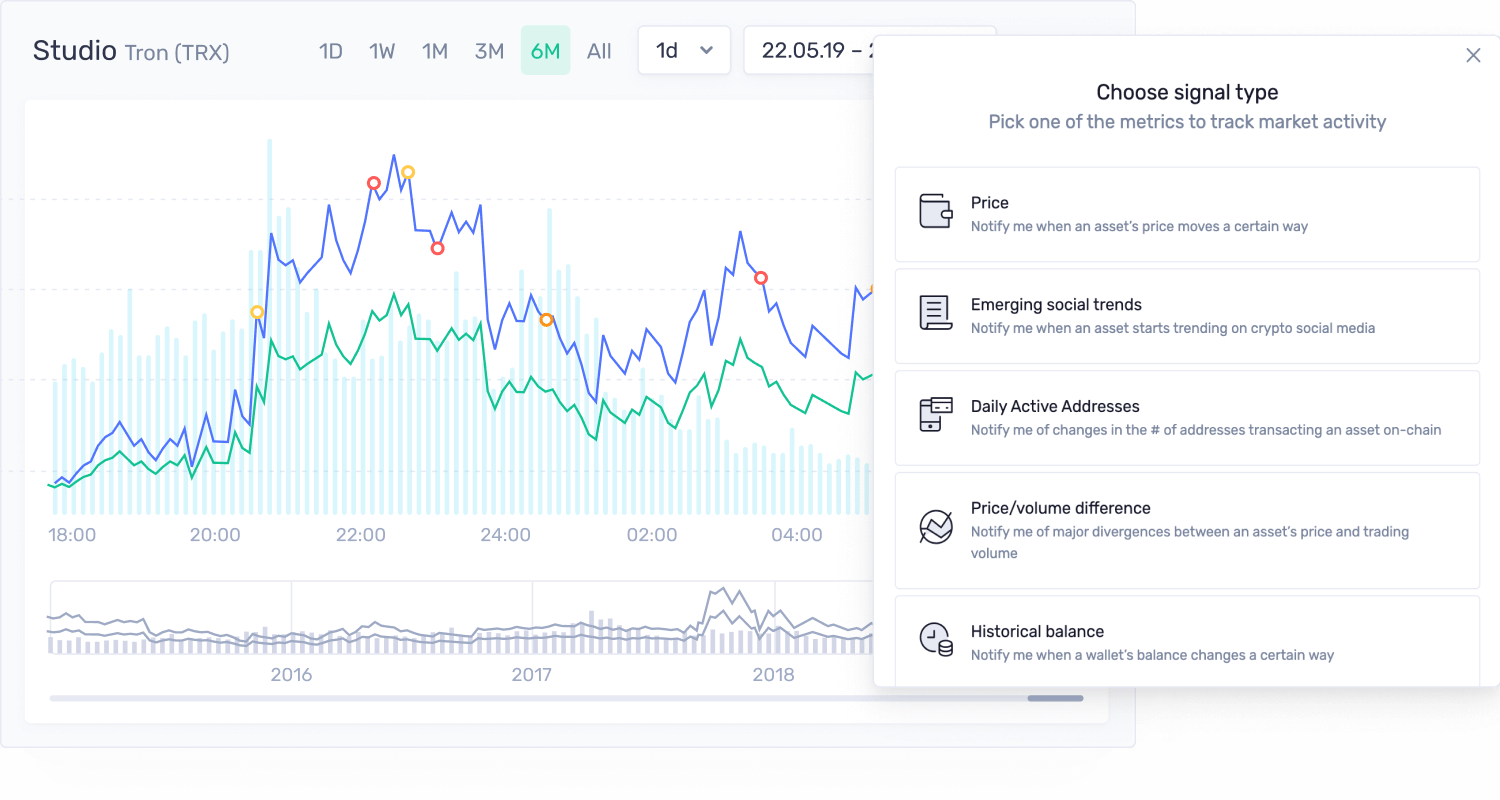 Studio Tron (TRX)
1D 1W 1M 3M 6M All
1d
22.05.19 –
Choose signal type
Pick one of the metrics to track market activity
Price
Notify me when an asset's price moves a certain way
Emerging social trends
Notify me when an asset starts trending on crypto social media
Daily Active Addresses
Notify me of changes in the # of addresses transacting an asset on-chain
Price/volume difference
Notify me of major divergences between an asset's price and trading
volume
Historical balance
Notify me when a wallet's balance changes a certain way
18:00 20:00 22:00 24:00 02:00 04:00
2016 2017 2018